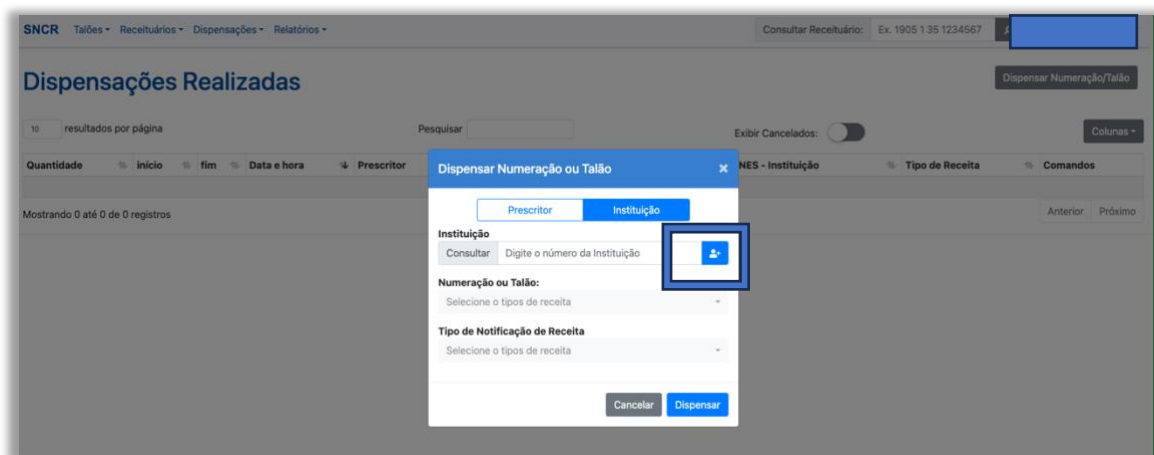 SNCR Talões Receituários Dispensações Relatórios Consultar Receituário: Ex. 1905 1 35 1234567
Dispensações Realizadas
Dispensar Numeração/Talão
10 resultados por página Pesquisar Exibir Cancelados: Colunas
Quantidade início fim Data e hora Prescritor NES - Instituição Tipo de Receita Comandos
Mostrando 0 até 0 de 0 registros Anterior Próximo
Dispensar Numeração ou Talão ×
Prescritor Instituição
Instituição
Consultar Digite o número da Instituição
Numeração ou Talão:
Selecione o tipos de receita
Tipo de Notificação de Receita
Selecione o tipos de receita
Cancelar Dispensar